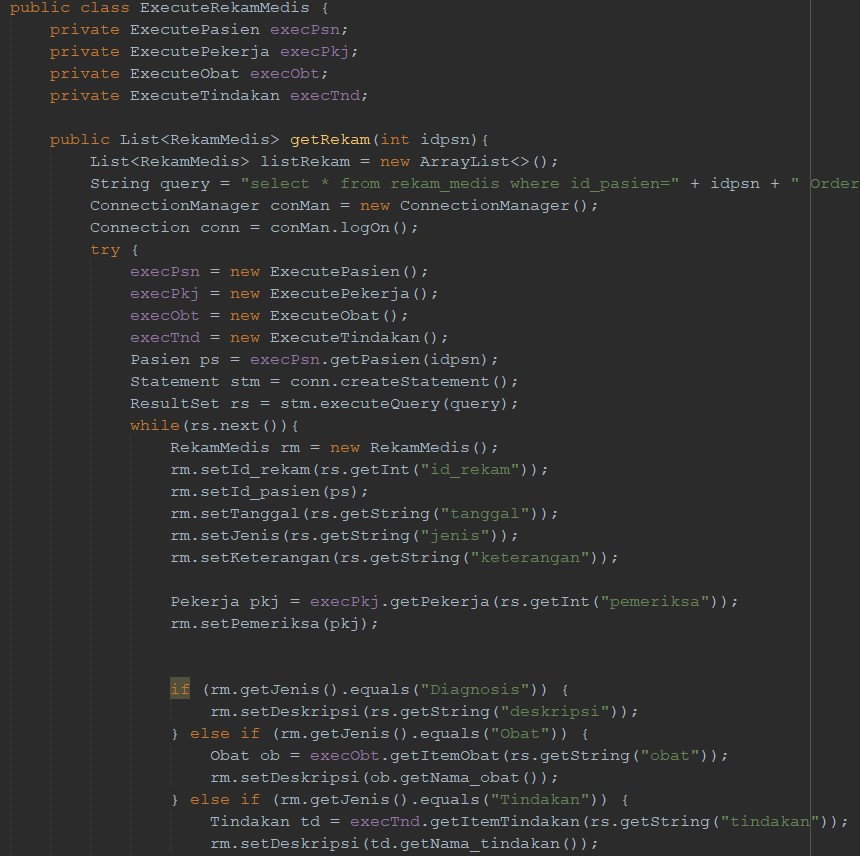 public class ExecuteRekamMedis {
    private ExecutePasien execPsn;
    private ExecutePekerja execPkj;
    private ExecuteObat execObt;
    private ExecuteTindakan execTnd;

    public List<RekamMedis> getRekam(int idpsn){
        List<RekamMedis> listRekam = new ArrayList<>();
        String query = "select * from rekam_medis where id_pasien=" + idpsn + " Order
        ConnectionManager conMan = new ConnectionManager();
        Connection conn = conMan.logOn();
        try {
            execPsn = new ExecutePasien();
            execPkj = new ExecutePekerja();
            execObt = new ExecuteObat();
            execTnd = new ExecuteTindakan();
            Pasien ps = execPsn.getPasien(idpsn);
            Statement stm = conn.createStatement();
            ResultSet rs = stm.executeQuery(query);
            while(rs.next()){
                RekamMedis rm = new RekamMedis();
                rm.setId_rekam(rs.getInt("id_rekam"));
                rm.setId_pasien(ps);
                rm.setTanggal(rs.getString("tanggal"));
                rm.setJenis(rs.getString("jenis"));
                rm.setKeterangan(rs.getString("keterangan"));

                Pekerja pkj = execPkj.getPekerja(rs.getInt("pemeriksa"));
                rm.setPemeriksa(pkj);


                if (rm.getJenis().equals("Diagnosis")) {
                    rm.setDeskripsi(rs.getString("deskripsi"));
                } else if (rm.getJenis().equals("Obat")) {
                    Obat ob = execObt.getItemObat(rs.getString("obat"));
                    rm.setDeskripsi(ob.getNama_obat());
                } else if (rm.getJenis().equals("Tindakan")) {
                    Tindakan td = execTnd.getItemTindakan(rs.getString("tindakan"));
                    rm.setDeskripsi(td.getNama_tindakan());